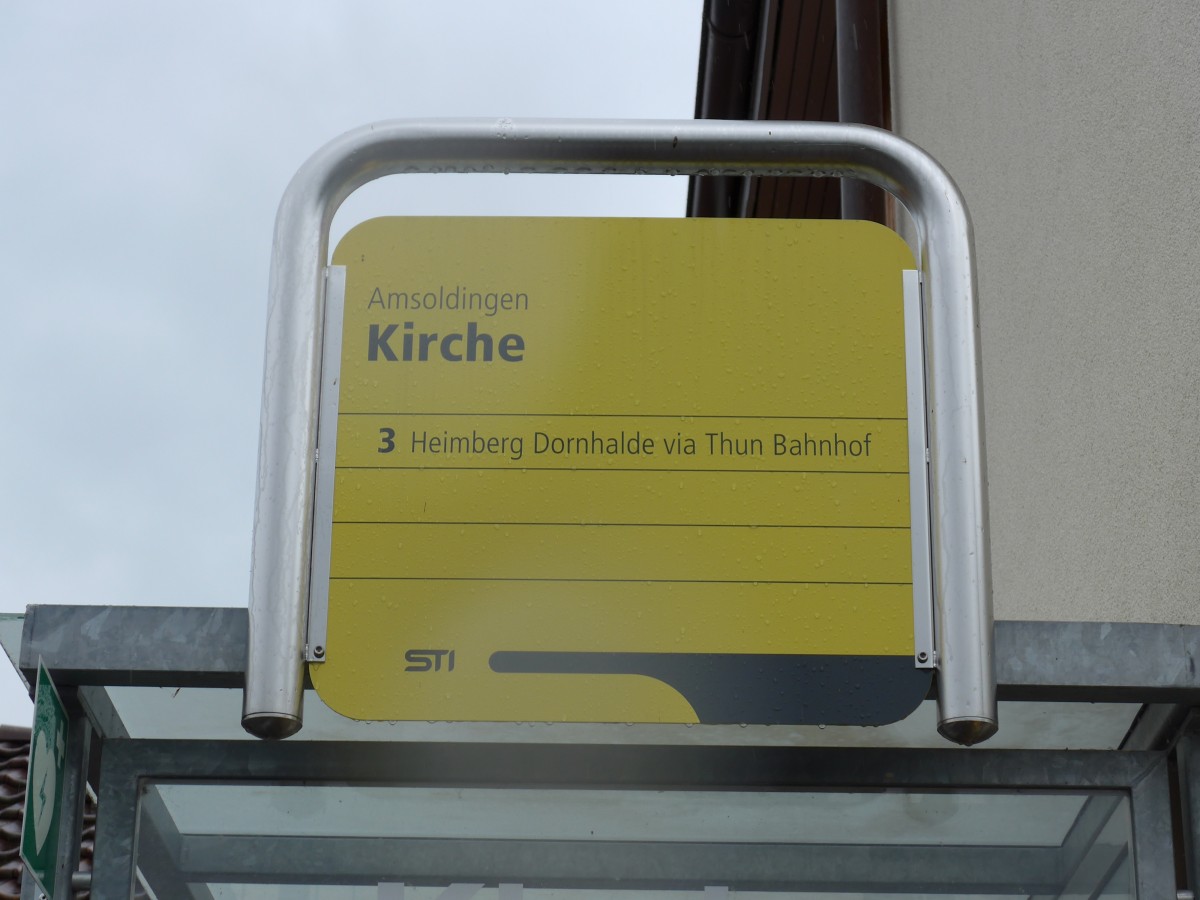 Amsoldingen
Kirche
3 Heimberg Dornhalde via Thun Bahnhof
STI